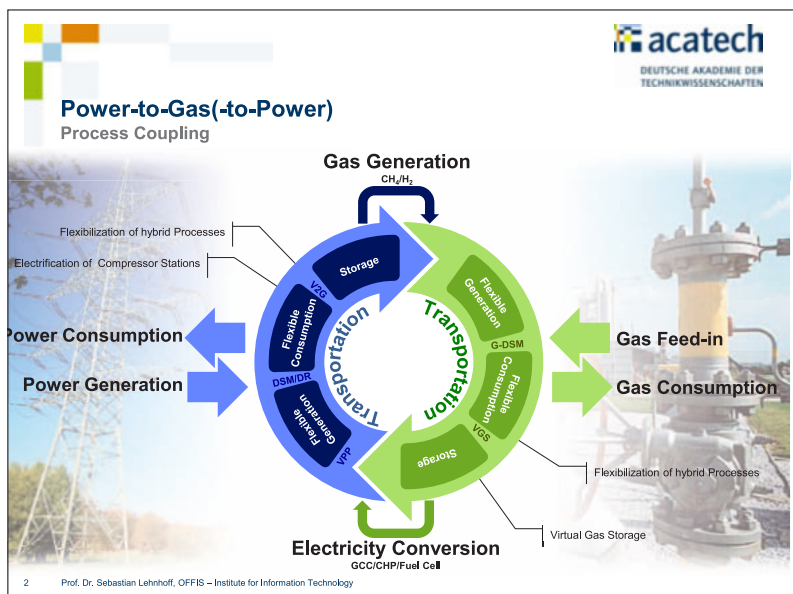 acatech
DEUTSCHE AKADEMIE DER
TECHNIKWISSENSCHAFTEN
Power-to-Gas(-to-Power)
Process Coupling
Gas Generation
CH₄/H₂
Flexibilization of hybrid Processes
Electrification of Compressor Stations
Storage
V2G
Flexible
Consumption
DSM/DR
Flexible
Generation
VPP
Transportation
Transportation
Flexible
Generation
G-DSM
Flexible
Consumption
VGS
Storage
Power Consumption
Power Generation
Gas Feed-in
Gas Consumption
Flexibilization of hybrid Processes
Virtual Gas Storage
Electricity Conversion
GCC/CHP/Fuel Cell
2 Prof. Dr. Sebastian Lehnhoff, OFFIS – Institute for Information Technology